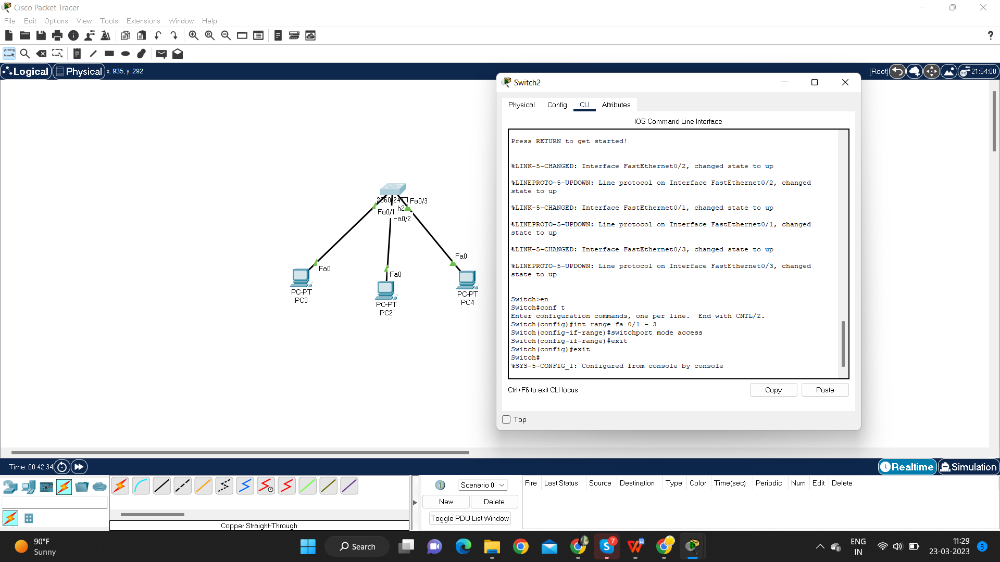 Cisco Packet Tracer
File Edit Options View Tools Extensions Window Help
?
Logical Physical x: 935, y: 292
[Root] 21:54:00
Switch2
Physical Config CLI Attributes
IOS Command Line Interface
Press RETURN to get started!
%LINK-5-CHANGED: Interface FastEthernet0/2, changed state to up
%LINEPROTO-5-UPDOWN: Line protocol on Interface FastEthernet0/2, changed
state to up
%LINK-5-CHANGED: Interface FastEthernet0/1, changed state to up
%LINEPROTO-5-UPDOWN: Line protocol on Interface FastEthernet0/1, changed
state to up
%LINK-5-CHANGED: Interface FastEthernet0/3, changed state to up
%LINEPROTO-5-UPDOWN: Line protocol on Interface FastEthernet0/3, changed
state to up
Switch>en
Switch#conf t
Enter configuration commands, one per line. End with CNTL/Z.
Switch(config)#int range fa 0/1 - 3
Switch(config-if-range)#switchport mode access
Switch(config-if-range)#exit
Switch(config)#exit
Switch#
%SYS-5-CONFIG_I: Configured from console by console
Ctrl+F6 to exit CLI focus
Copy Paste
Top
Fa0/3
Fa0/1
Fa0/2
Fa0
Fa0
Fa0
PC-PT
PC3
PC-PT
PC2
PC-PT
PC4
Time: 00:42:34
Realtime Simulation
1 Scenario 0
New Delete
Toggle PDU List Window
Fire Last Status Source Destination Type Color Time(sec) Periodic Num Edit Delete
Copper Straight-Through
90°F
Sunny
Search
7
ENG
IN
11:29
23-03-2023
3